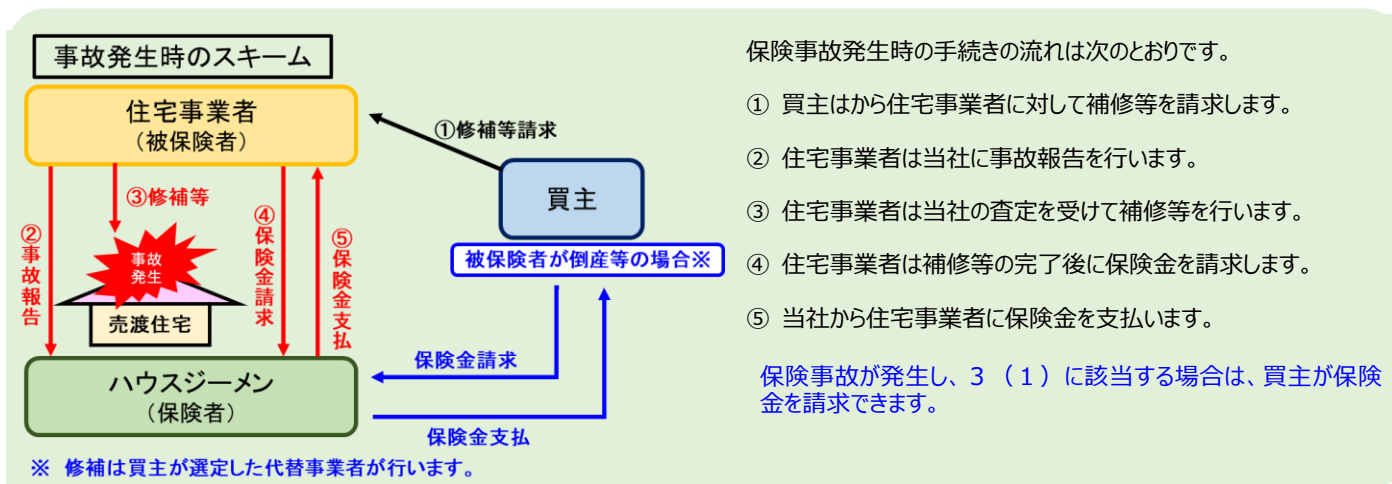 事故発生時のスキーム
住宅事業者
（被保険者）
①修補等請求
買主
③修補等
②事故報告
④保険金請求
⑤保険金支払
事故
発生
売渡住宅
被保険者が倒産等の場合※
保険金請求
ハウスジーメン
（保険者）
保険金支払
※ 修補は買主が選定した代替事業者が行います。
保険事故発生時の手続きの流れは次のとおりです。
① 買主はから住宅事業者に対して補修等を請求します。
② 住宅事業者は当社に事故報告を行います。
③ 住宅事業者は当社の査定を受けて補修等を行います。
④ 住宅事業者は補修等の完了後に保険金を請求します。
⑤ 当社から住宅事業者に保険金を支払います。
保険事故が発生し、３（１）に該当する場合は、買主が保険
金を請求できます。